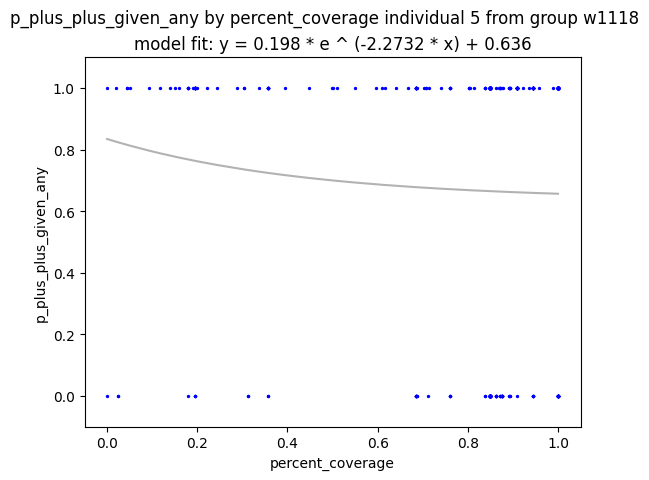 p_plus_plus_given_any by percent_coverage individual 5 from group w1118
model fit: y = 0.198 * e ^ (-2.2732 * x) + 0.636
1.0
0.8
0.6
0.4
0.2
0.0
p_plus_plus_given_any
0.0 0.2 0.4 0.6 0.8 1.0
percent_coverage